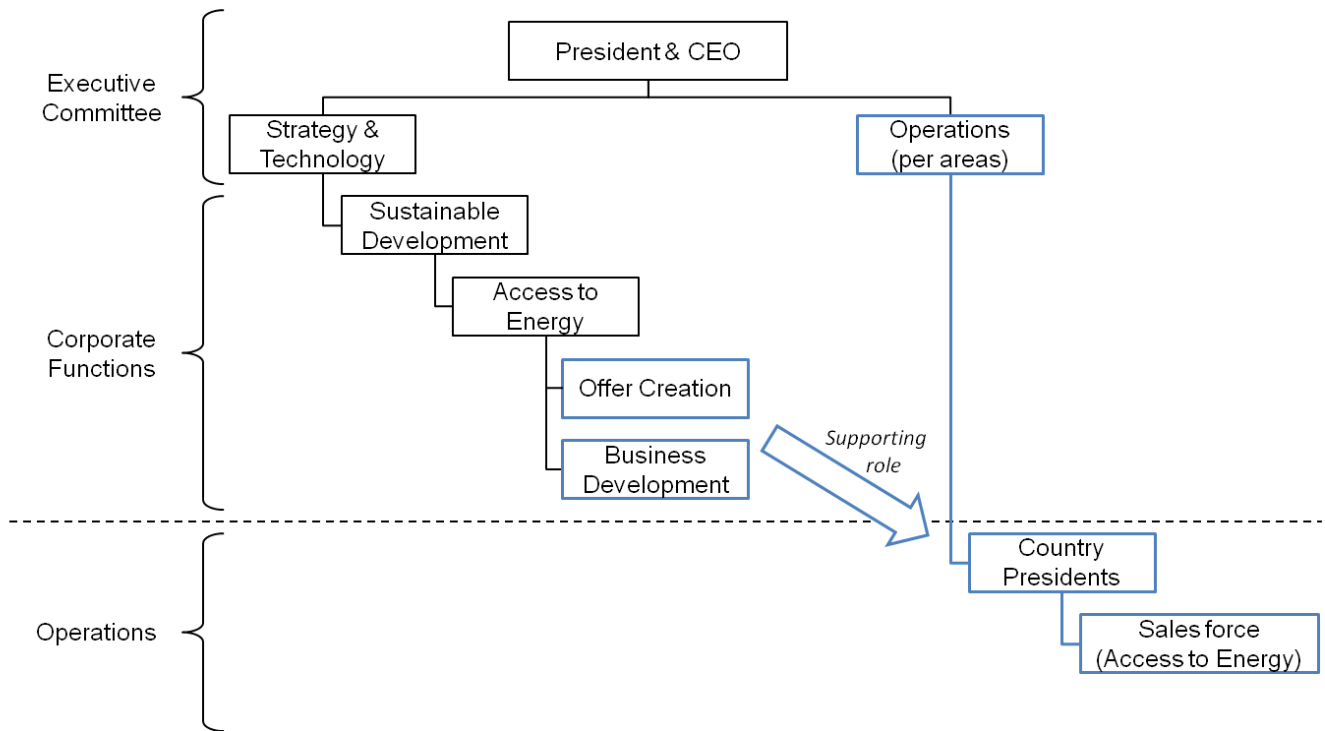 President & CEO
Executive
Committee
Strategy &
Technology
Operations
(per areas)
Sustainable
Development
Access to
Energy
Corporate
Functions
Offer Creation
Business
Development
Supporting
role
Country
Presidents
Operations
Sales force
(Access to Energy)